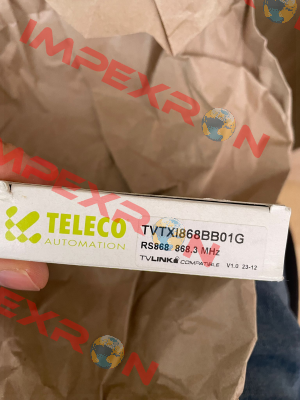 IMPEXRON
IMPEXRON
IMPEXRON
TELECO
AUTOMATION
TVTXI868BB01G
RS868 868.3 MHz
TVLINK COMPATIBLE V1.0 23-12